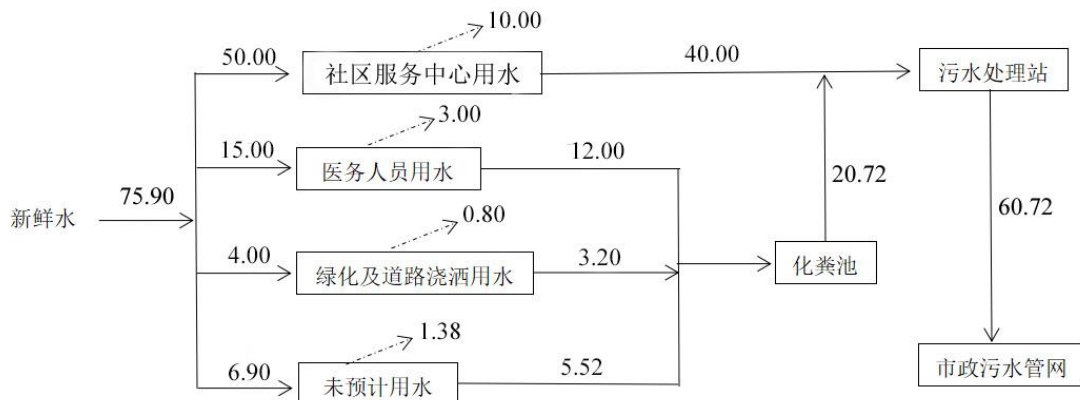 10.00
50.00
社区服务中心用水
40.00
污水处理站
3.00
15.00
医务人员用水
12.00
20.72
75.90
新鲜水
60.72
0.80
4.00
绿化及道路浇洒用水
3.20
化粪池
1.38
6.90
未预计用水
5.52
市政污水管网